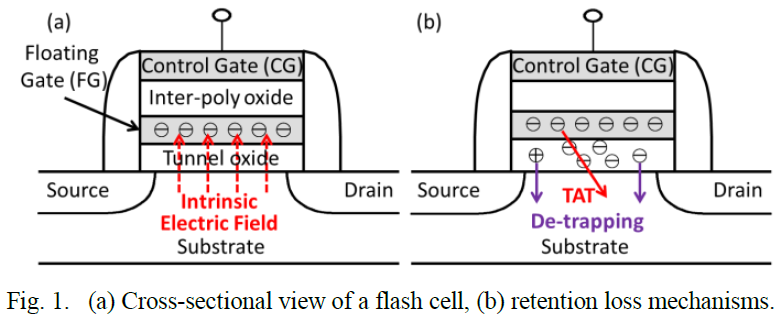 (a)
Floating
Gate (FG)
Control Gate (CG)
Inter-poly oxide
Tunnel oxide
Source
Intrinsic
Electric Field
Drain
Substrate
(b)
Control Gate (CG)
Source
TAT
De-trapping
Drain
Substrate
Fig. 1. (a) Cross-sectional view of a flash cell, (b) retention loss mechanisms.